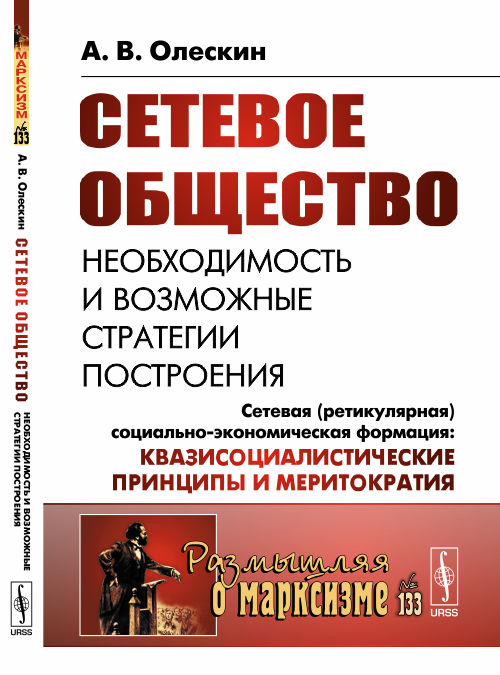 МАРКСИЗМ
№
133
А. В. Олескин
СЕТЕВОЕ ОБЩЕСТВО
НЕОБХОДИМОСТЬ И ВОЗМОЖНЫЕ
СТРАТЕГИИ ПОСТРОЕНИЯ
URSS
А. В. Олескин
СЕТЕВОЕ
ОБЩЕСТВО
НЕОБХОДИМОСТЬ
И ВОЗМОЖНЫЕ
СТРАТЕГИИ
ПОСТРОЕНИЯ
Сетевая (ретикулярная)
социально-экономическая формация:
КВАЗИСОЦИАЛИСТИЧЕСКИЕ
ПРИНЦИПЫ И МЕРИТОКРАТИЯ
Размышляя
о марксизме № 133
URSS